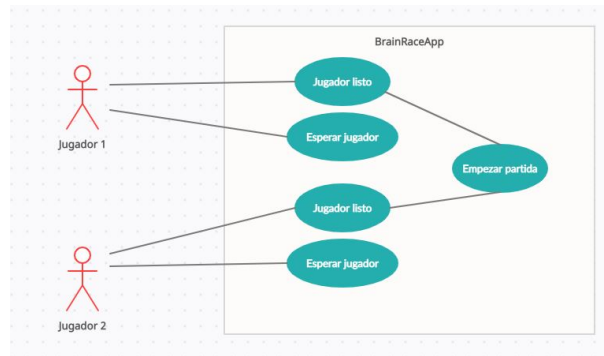 BrainRaceApp
Jugador listo
Jugador 1
Esperar jugador
Empezar partida
Jugador listo
Esperar jugador
Jugador 2